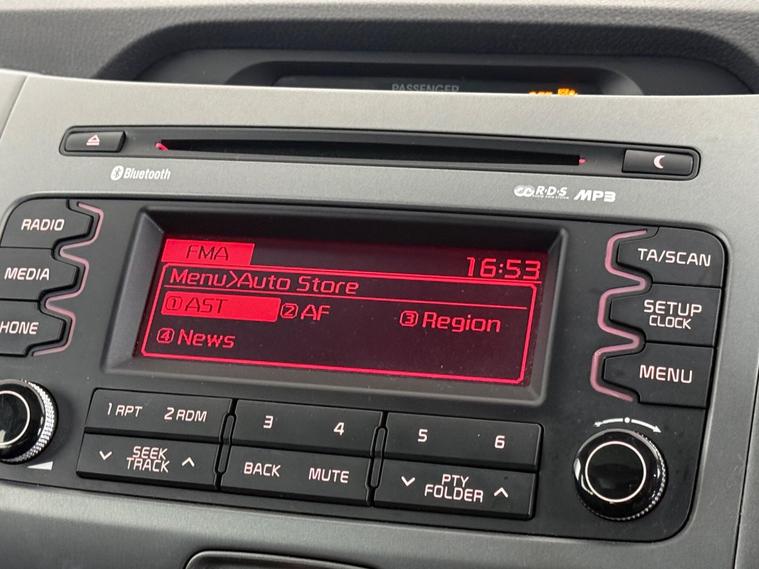 PASSENGER
Bluetooth
R·D·S MP3
RADIO
MEDIA
HONE
FMA
16:53
Menu>Auto Store
①AST ②AF ③Region
④News
TA/SCAN
SETUP
CLOCK
MENU
1 RPT 2 RDM 3 4 5 6
SEEK
TRACK
BACK MUTE
PTY
FOLDER